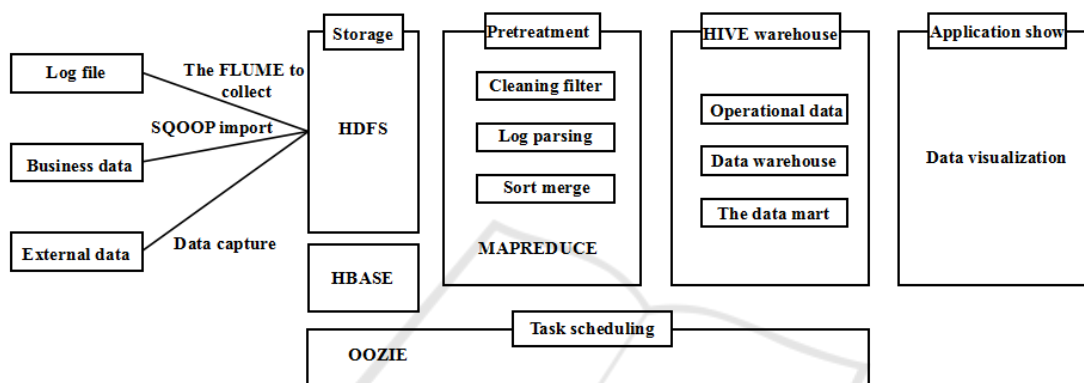 Log file
Business data
External data
The FLUME to
collect
SQOOP import
Data capture
Storage
HDFS
HBASE
Pretreatment
Cleaning filter
Log parsing
Sort merge
MAPREDUCE
HIVE warehouse
Operational data
Data warehouse
The data mart
Application show
Data visualization
Task scheduling
OOZIE